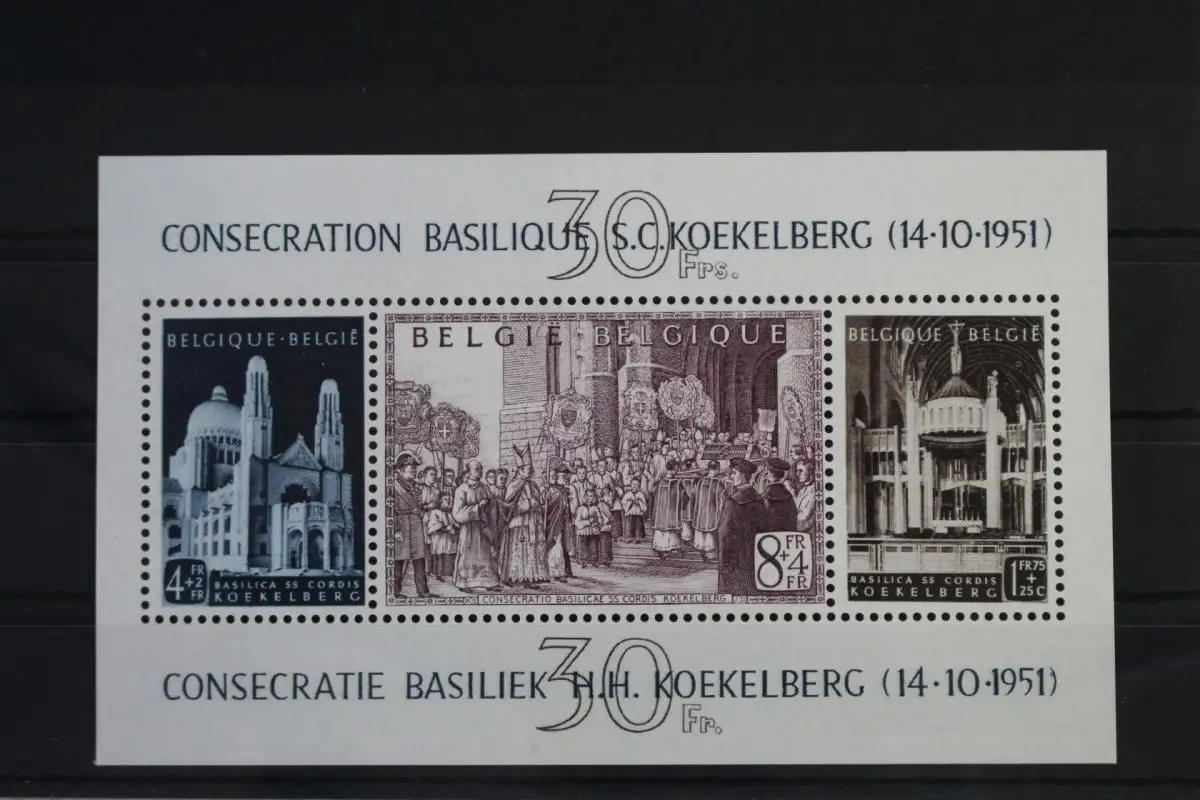 30 Frs.
CONSECRATION BASILIQUE S.C. KOEKELBERG (14·10·1951)
BELGIQUE·BELGIË
4 FR + 2 FR
BASILICA SS CORDIS
KOEKELBERG
BELGIË BELGIQUE
8 FR + 4 FR
CONSECRATIO BASILICAE SS CORDIS KOEKELBERG
BELGIQUE BELGIË
BASILICA SS CORDIS
KOEKELBERG
1 FR 75 + 25 C
CONSECRATIE BASILIEK H.H. KOEKELBERG (14·10·1951)
30 Fr.